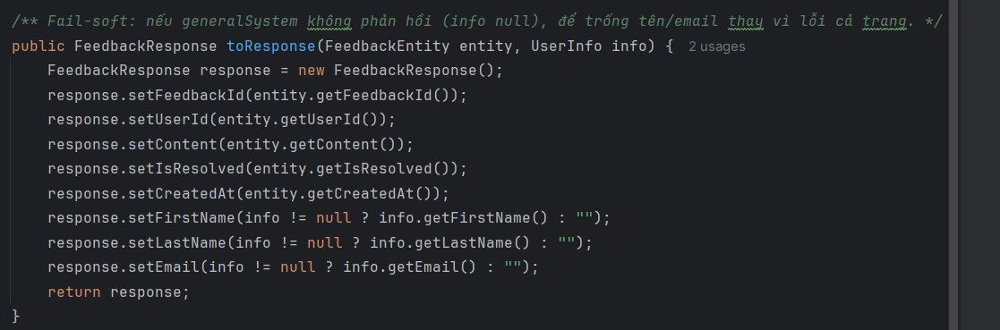 /** Fail-soft: nếu generalSystem không phản hồi (info null), để trống tên/email thay vì lỗi cả trang. */
public FeedbackResponse toResponse(FeedbackEntity entity, UserInfo info) { 2 usages
    FeedbackResponse response = new FeedbackResponse();
    response.setFeedbackId(entity.getFeedbackId());
    response.setUserId(entity.getUserId());
    response.setContent(entity.getContent());
    response.setIsResolved(entity.getIsResolved());
    response.setCreatedAt(entity.getCreatedAt());
    response.setFirstName(info != null ? info.getFirstName() : "");
    response.setLastName(info != null ? info.getLastName() : "");
    response.setEmail(info != null ? info.getEmail() : "");
    return response;
}